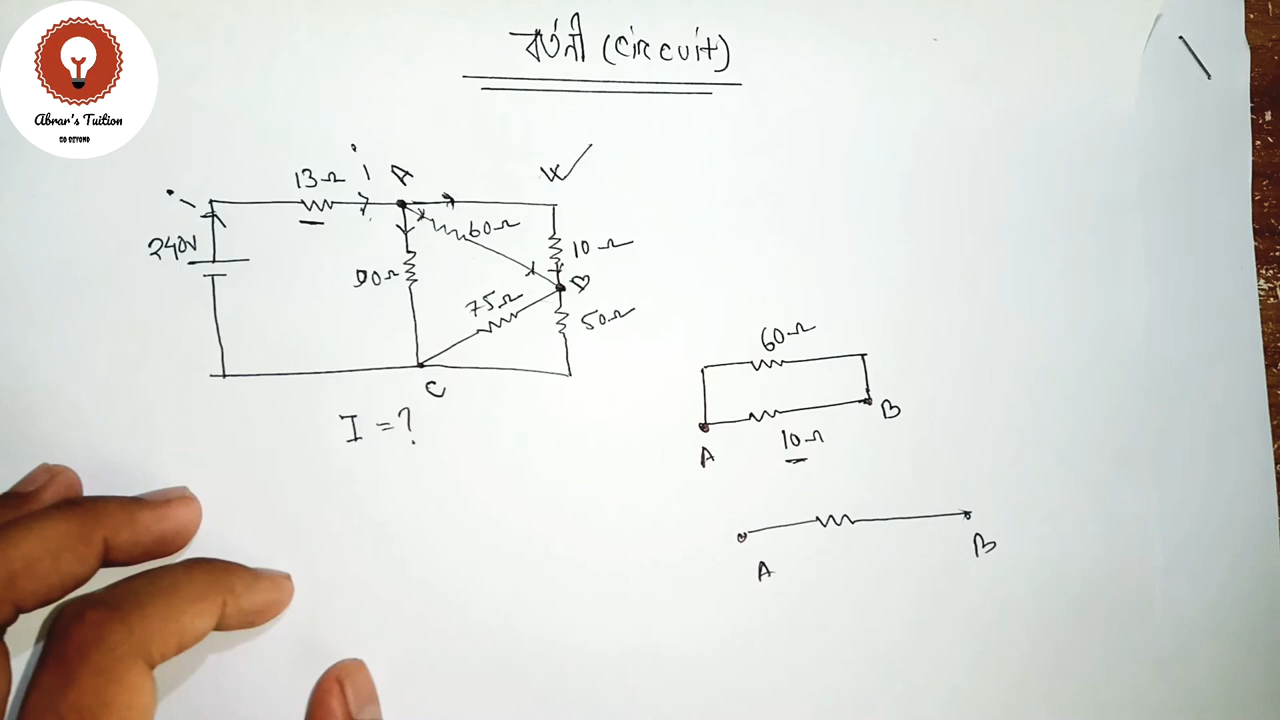 বর্তনী (circuit)
Abrar's Tuition
GO BEYOND
13Ω
i
A
240V
60Ω
10Ω
90Ω
B
75Ω
50Ω
C
I = ?
60Ω
B
10Ω
A
B
A